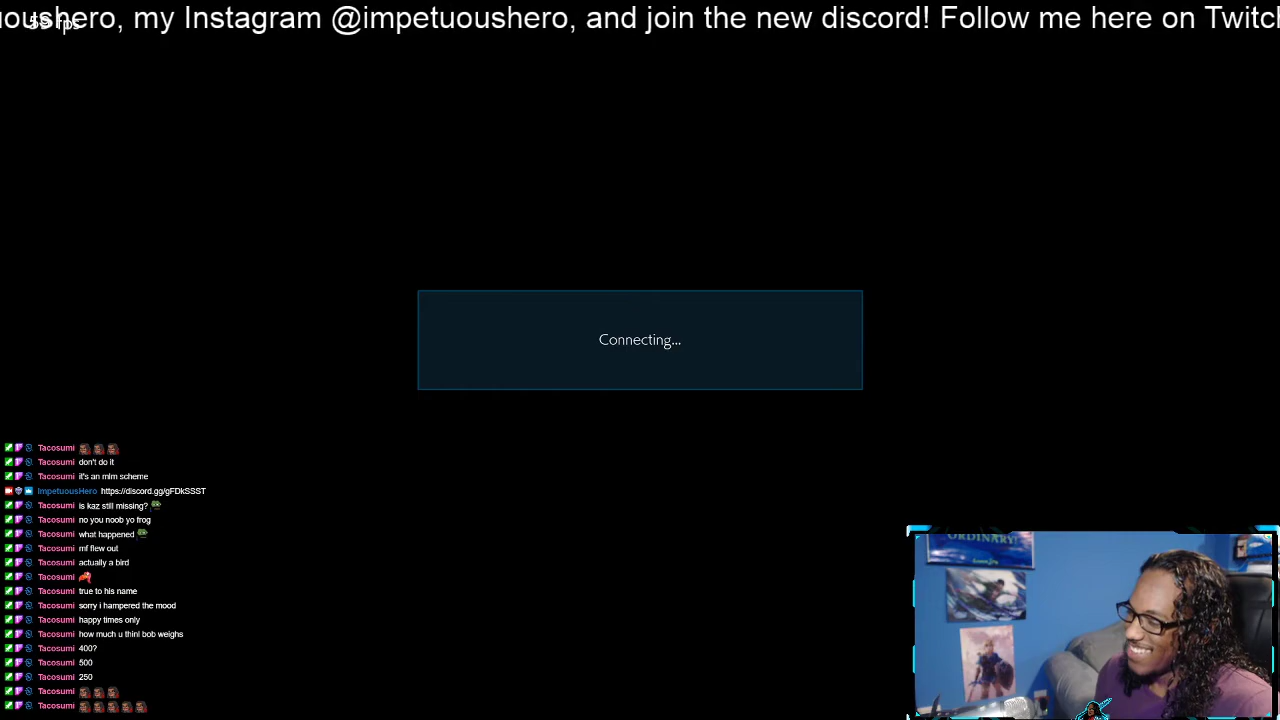 oushero, my Instagram @impetuoushero, and join the new discord! Follow me here on Twitch
59 fps
Connecting...
Tacosumi
Tacosumi don't do it
Tacosumi it's an mlm scheme
ImpetuousHero https://discord.gg/gFDkSSST
Tacosumi is kaz still missing?
Tacosumi no you noob yo frog
Tacosumi what happened
Tacosumi mf flew out
Tacosumi actually a bird
Tacosumi
Tacosumi true to his name
Tacosumi sorry i hampered the mood
Tacosumi happy times only
Tacosumi how much u thinl bob weighs
Tacosumi 400?
Tacosumi 500
Tacosumi 250
Tacosumi
Tacosumi
ORDINARY!